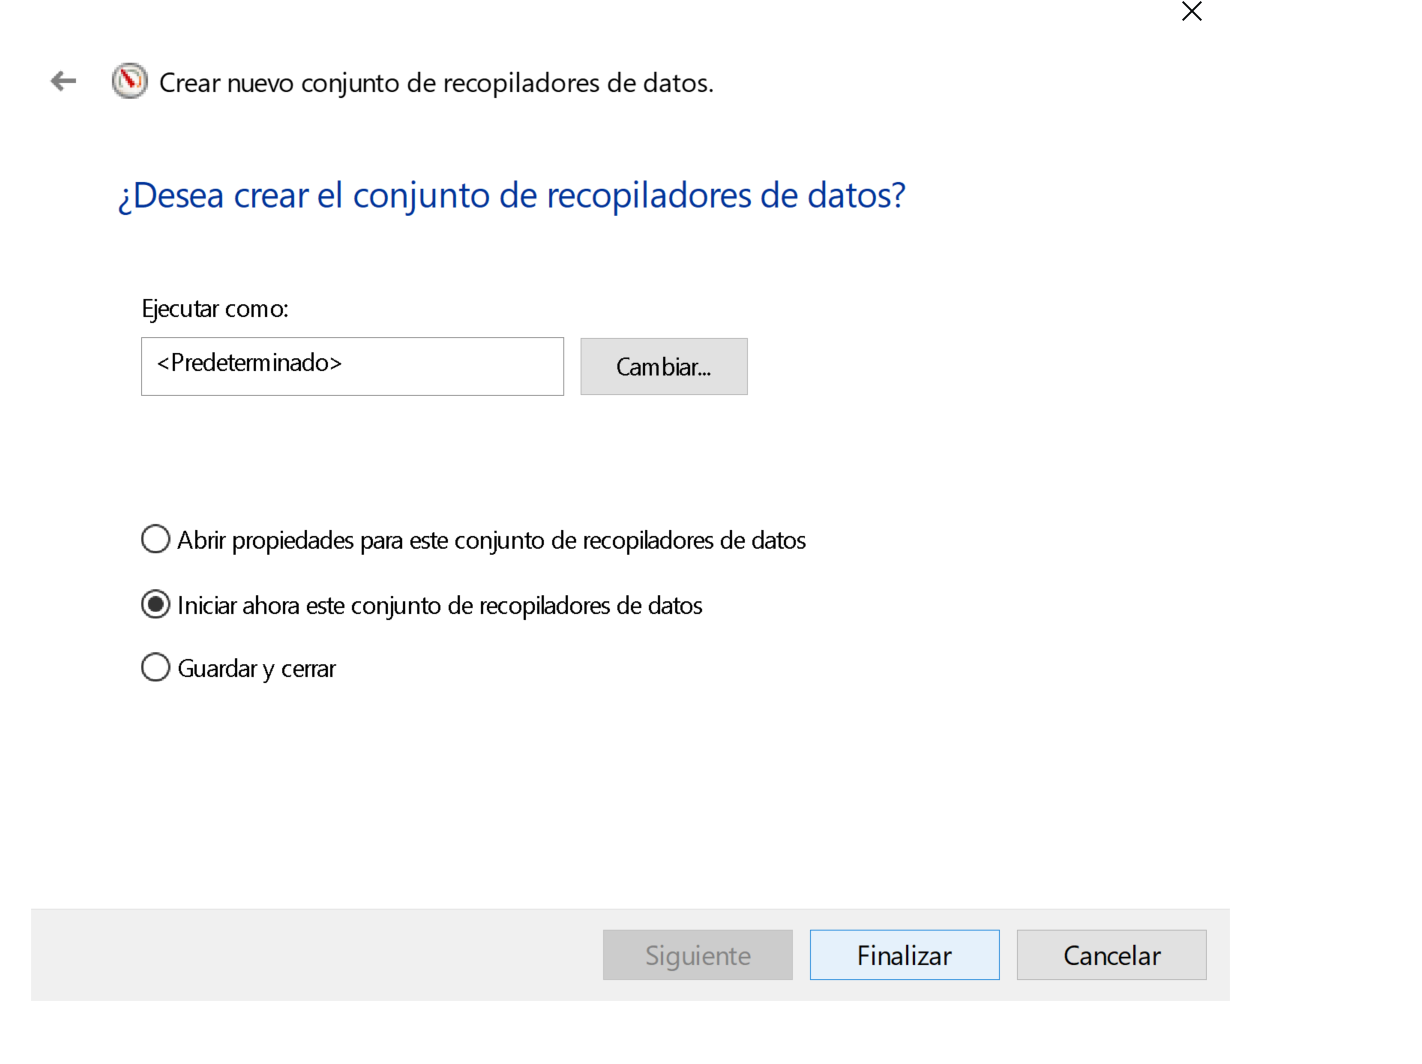 Crear nuevo conjunto de recopiladores de datos.
¿Desea crear el conjunto de recopiladores de datos?
Ejecutar como:
<Predeterminado>
Cambiar...
Abrir propiedades para este conjunto de recopiladores de datos
Iniciar ahora este conjunto de recopiladores de datos
Guardar y cerrar
Siguiente
Finalizar
Cancelar